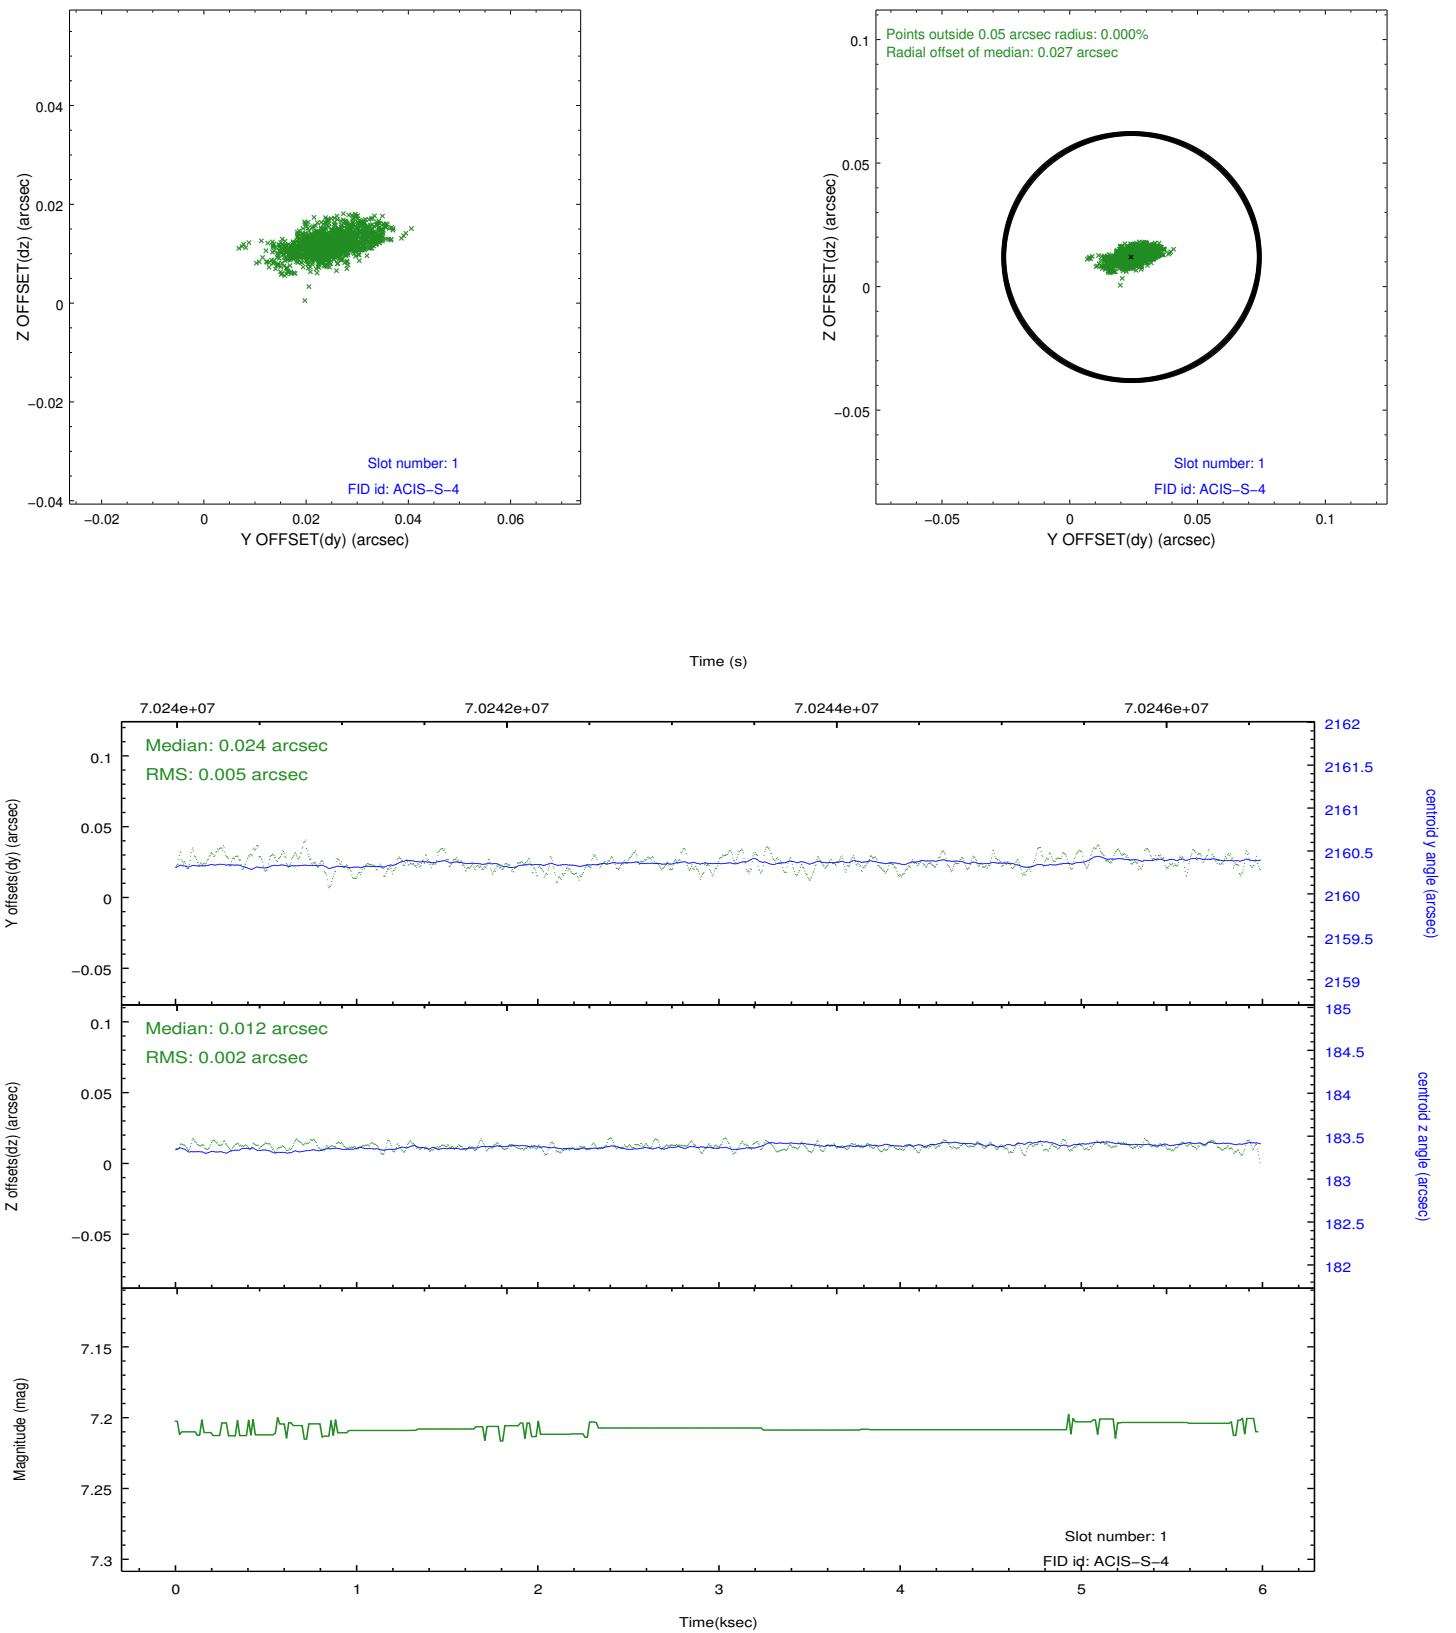 0.04
0.02
0
−0.02
−0.04
Z OFFSET(dz) (arcsec)
Slot number: 1
FID id: ACIS−S−4
−0.02
0
0.02
0.04
0.06
Y OFFSET(dy) (arcsec)
Points outside 0.05 arcsec radius: 0.000%
Radial offset of median: 0.027 arcsec
0.1
0.05
0
−0.05
Z OFFSET(dz) (arcsec)
Slot number: 1
FID id: ACIS−S−4
−0.05
0
0.05
0.1
Y OFFSET(dy) (arcsec)
Time (s)
7.024e+07
7.0242e+07
7.0244e+07
7.0246e+07
Median: 0.024 arcsec
RMS: 0.005 arcsec
0.1
0.05
0
−0.05
Y offsets(dy) (arcsec)
2162
2161.5
2161
2160.5
2160
2159.5
2159
centroid y angle (arcsec)
Median: 0.012 arcsec
RMS: 0.002 arcsec
0.1
0.05
0
−0.05
Z offsets(dz) (arcsec)
185
184.5
184
183.5
183
182.5
182
centroid z angle (arcsec)
7.15
7.2
7.25
7.3
Magnitude (mag)
Slot number: 1
FID id: ACIS−S−4
0
1
2
3
4
5
6
Time(ksec)